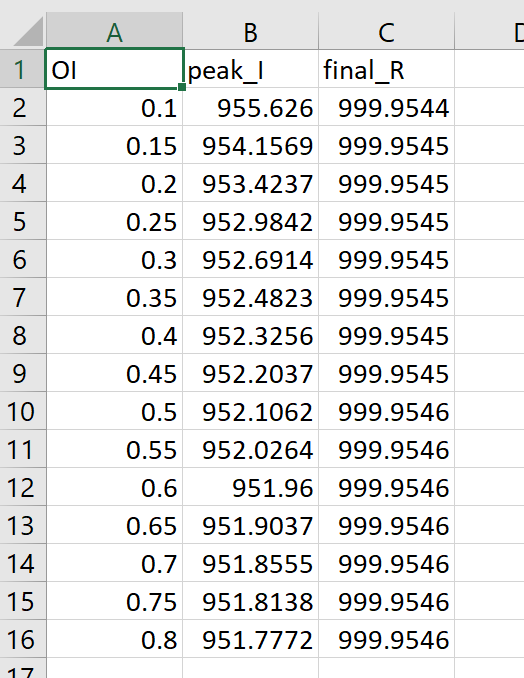 A B C D
1 OI peak_I final_R
2 0.1 955.626 999.9544
3 0.15 954.1569 999.9545
4 0.2 953.4237 999.9545
5 0.25 952.9842 999.9545
6 0.3 952.6914 999.9545
7 0.35 952.4823 999.9545
8 0.4 952.3256 999.9545
9 0.45 952.2037 999.9545
10 0.5 952.1062 999.9546
11 0.55 952.0264 999.9546
12 0.6 951.96 999.9546
13 0.65 951.9037 999.9546
14 0.7 951.8555 999.9546
15 0.75 951.8138 999.9546
16 0.8 951.7772 999.9546
17